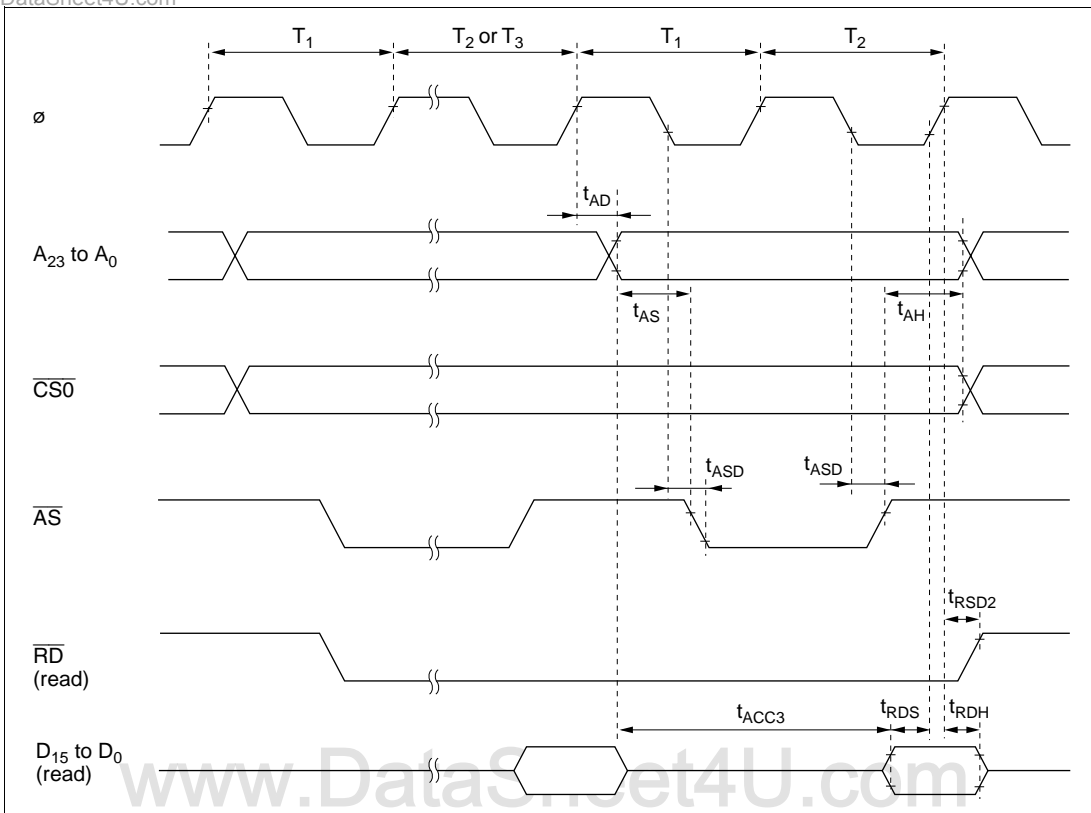 DataSheet4U.com
T1 T2 or T3 T1 T2
ø
tAD
A23 to A0
tAS tAH
CS0
tASD tASD
AS
tRSD2
RD
(read)
tACC3 tRDS tRDH
D15 to D0
(read)
www.DataSheet4U.com